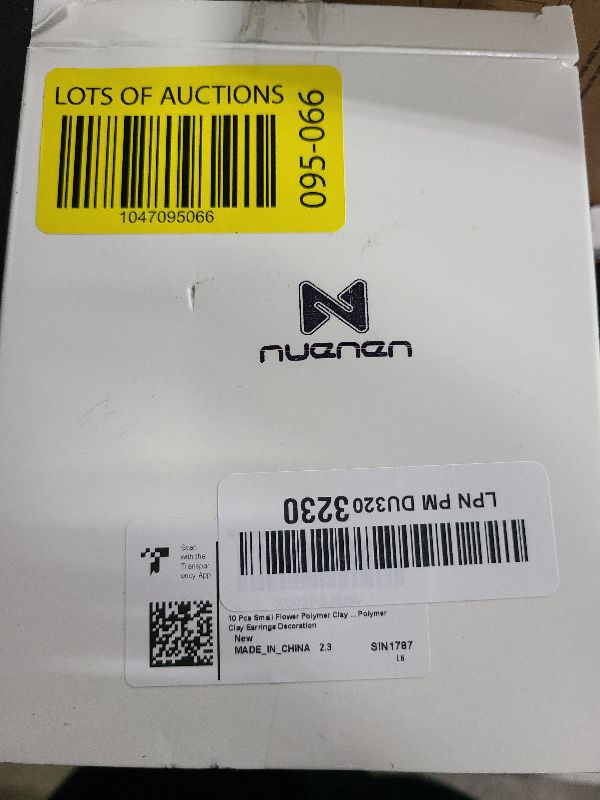 LOTS OF AUCTIONS
1047095066
095-066
nuenen
LPN PM DU3203230
Scan
with the
Transpar
ency App
10 Pcs Small Flower Polymer Clay ... Polymer
Clay Earrings Decoration
New
MADE_IN_CHINA 2.3 SIN1787